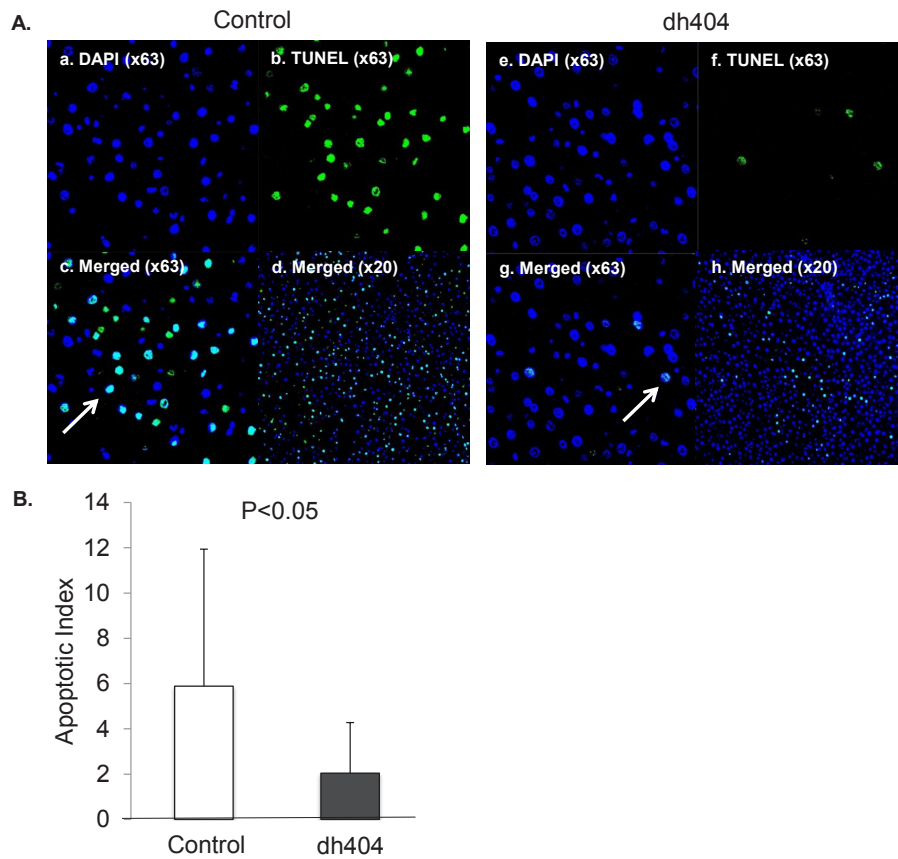 A.
Control
dh404
a. DAPI (x63)
b. TUNEL (x63)
e. DAPI (x63)
f. TUNEL (x63)
c. Merged (x63)
d. Merged (x20)
g. Merged (x63)
h. Merged (x20)
B.
P<0.05
Apoptotic Index
14
12
10
8
6
4
2
0
Control
dh404